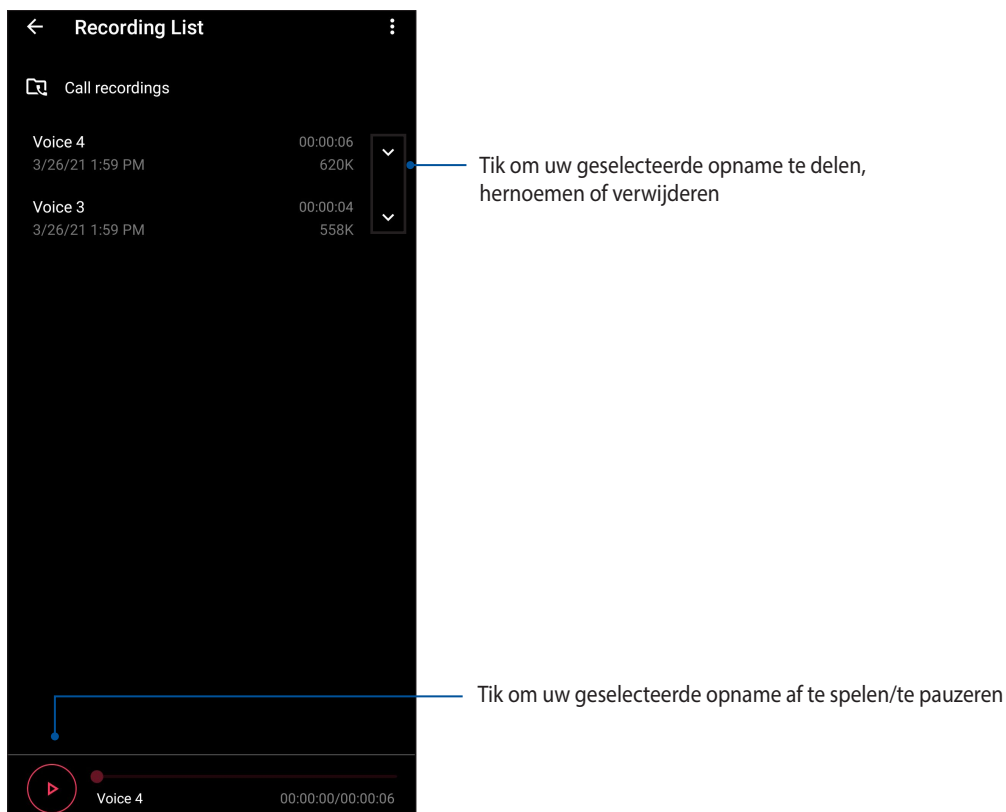 Recording List
Call recordings
Voice 4 00:00:06
3/26/21 1:59 PM 620K
Tik om uw geselecteerde opname te delen,
hernoemen of verwijderen
Voice 3 00:00:04
3/26/21 1:59 PM 558K
Tik om uw geselecteerde opname af te spelen/te pauzeren
Voice 4 00:00:00/00:00:06